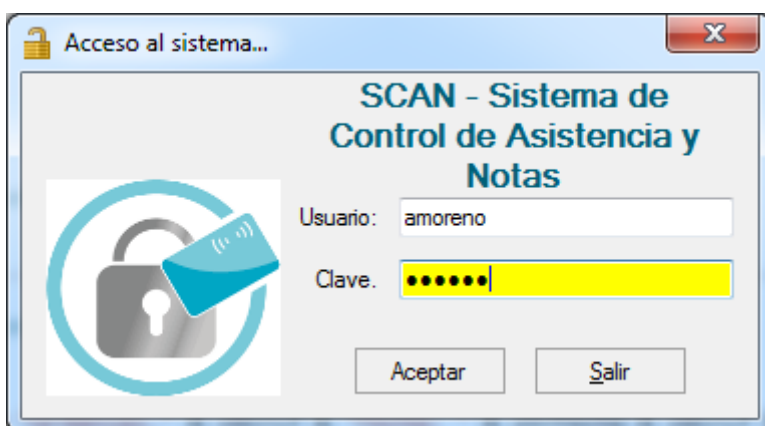 Acceso al sistema...
SCAN - Sistema de
Control de Asistencia y
Notas
Usuario: amoreno
Clave. ●●●●●●
Aceptar Salir